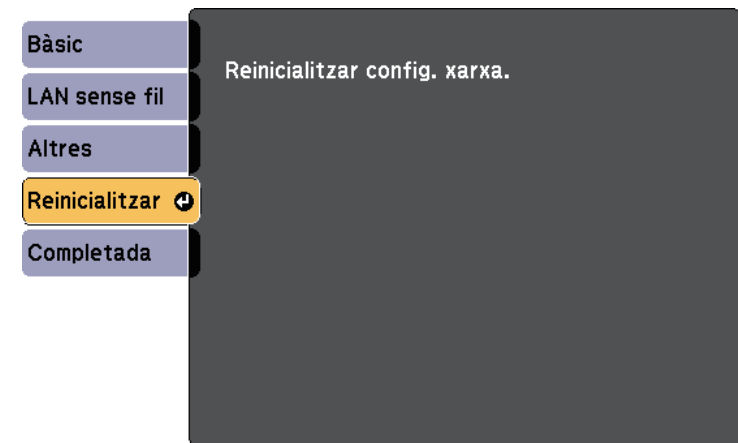 Bàsic
LAN sense fil
Altres
Reinicialitzar
Completada
Reinicialitzar config. xarxa.